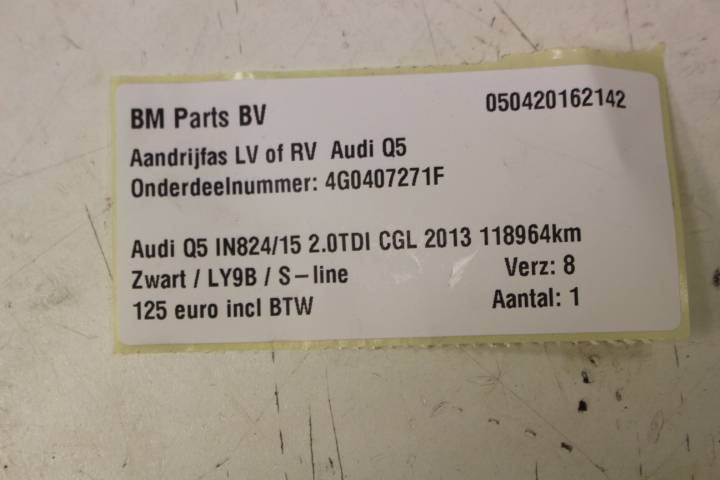 BM Parts BV 050420162142
Aandrijfas LV of RV Audi Q5
Onderdeelnummer: 4G0407271F
Audi Q5 IN824/15 2.0TDI CGL 2013 118964km
Zwart / LY9B / S-line Verz: 8
125 euro incl BTW Aantal: 1